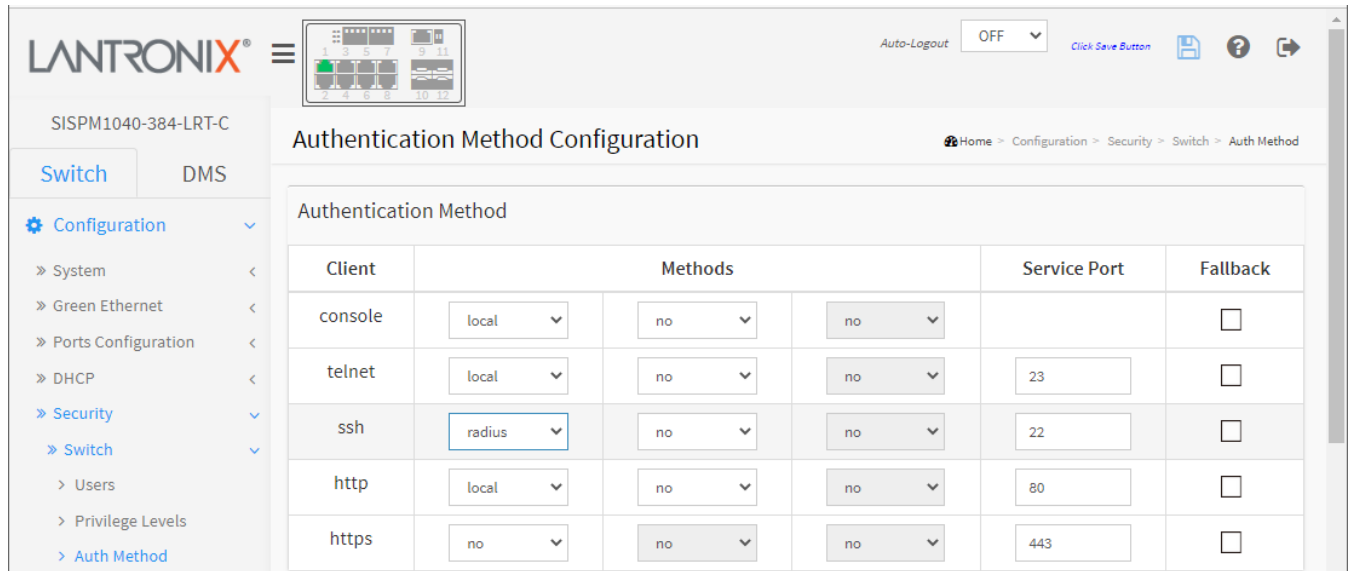 LANTRONIX®
1 3 5 7 9 11
2 4 6 8 10 12
Auto-Logout OFF Click Save Button
SISPM1040-384-LRT-C
Switch DMS
Configuration
» System
» Green Ethernet
» Ports Configuration
» DHCP
» Security
» Switch
> Users
> Privilege Levels
> Auth Method
Authentication Method Configuration
Home > Configuration > Security > Switch > Auth Method
Authentication Method
Client Methods Service Port Fallback
console local no no
telnet local no no 23
ssh radius no no 22
http local no no 80
https no no no 443